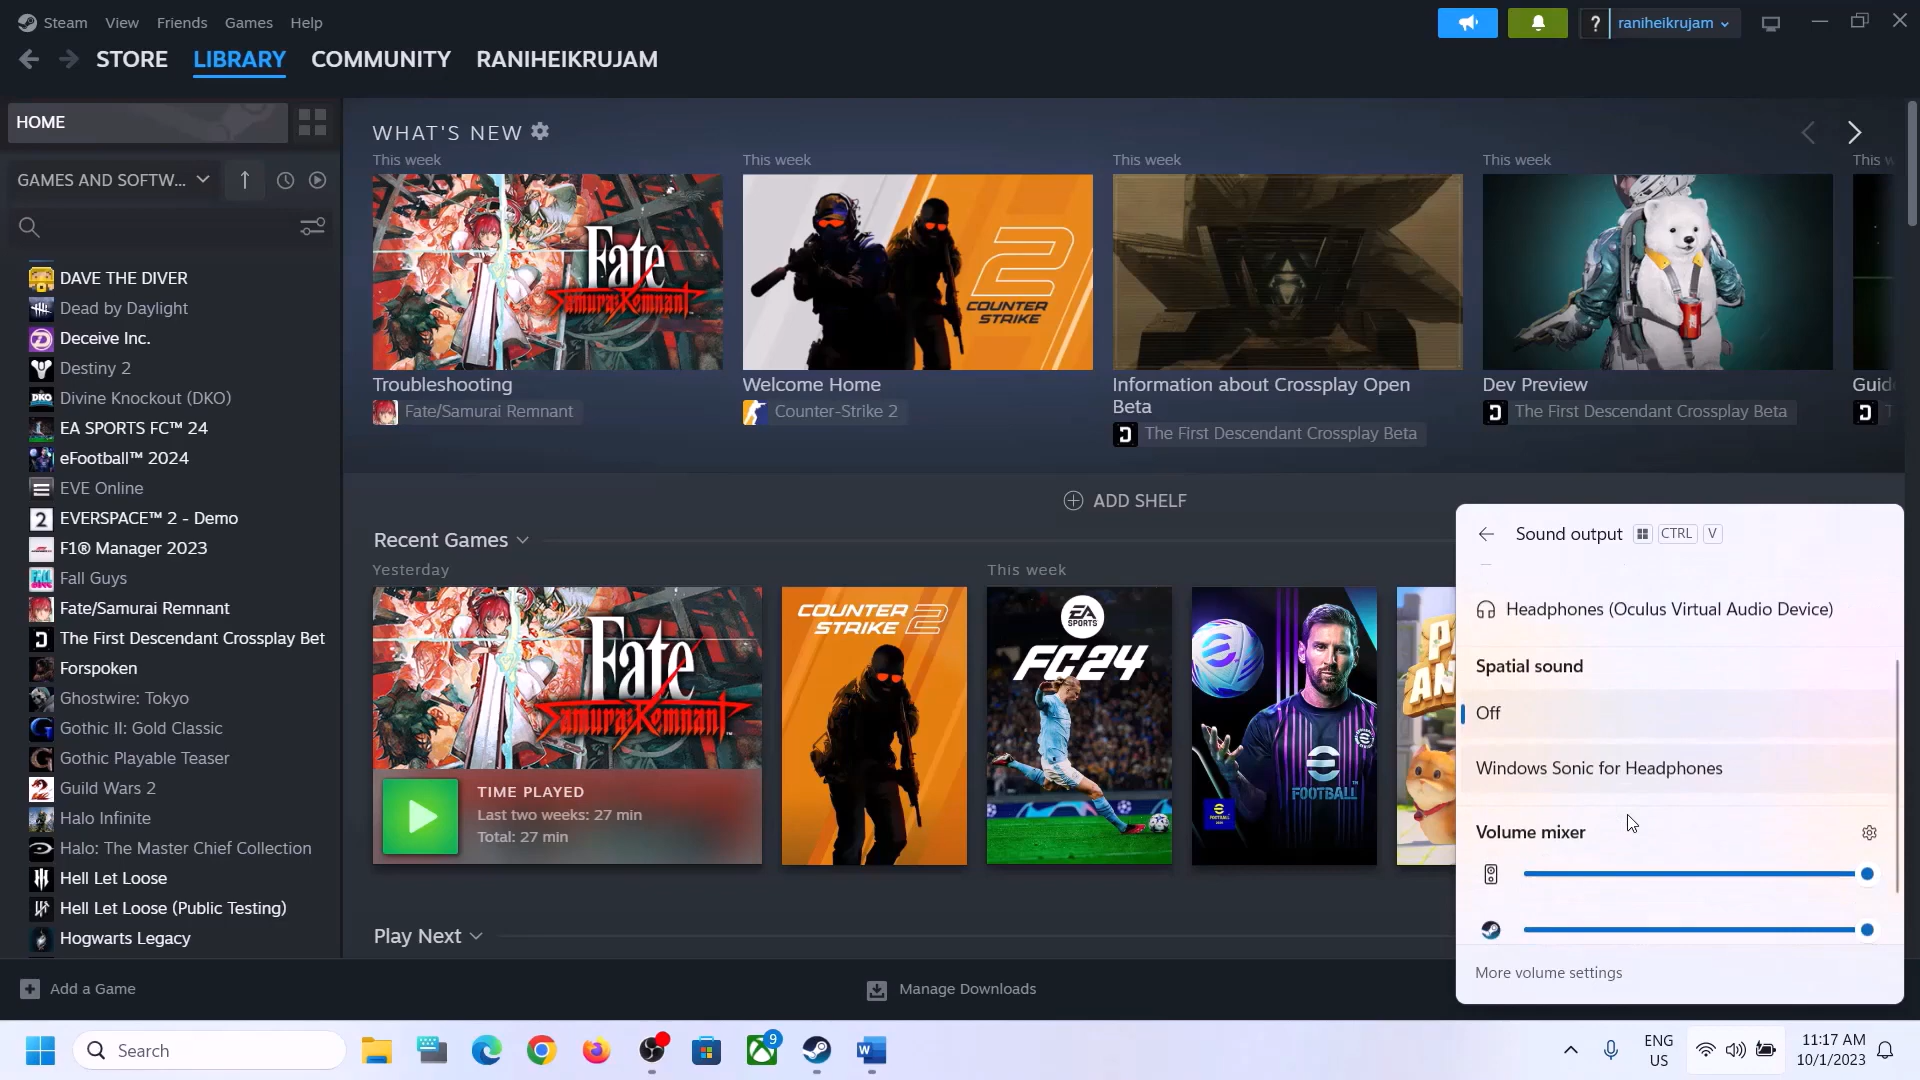 Steam View Friends Games Help
raniheikrujam
STORE LIBRARY COMMUNITY RANIHEIKRUJAM
HOME
GAMES AND SOFTW...
DAVE THE DIVER
Dead by Daylight
Deceive Inc.
Destiny 2
Divine Knockout (DKO)
EA SPORTS FC™ 24
eFootball™ 2024
EVE Online
EVERSPACE™ 2 - Demo
F1® Manager 2023
Fall Guys
Fate/Samurai Remnant
The First Descendant Crossplay Bet
Forspoken
Ghostwire: Tokyo
Gothic II: Gold Classic
Gothic Playable Teaser
Guild Wars 2
Halo Infinite
Halo: The Master Chief Collection
Hell Let Loose
Hell Let Loose (Public Testing)
Hogwarts Legacy
WHAT'S NEW
This week
Fate
Samurai Remnant
Troubleshooting
Fate/Samurai Remnant
This week
2
COUNTER
STRIKE
Welcome Home
Counter-Strike 2
This week
Information about Crossplay Open
Beta
The First Descendant Crossplay Beta
This week
Dev Preview
The First Descendant Crossplay Beta
This w
Guid
ADD SHELF
Recent Games
Yesterday
Fate
Samurai Remnant
TIME PLAYED
Last two weeks: 27 min
Total: 27 min
COUNTER
STRIKE 2
This week
EA
SPORTS
FC24
eFOOTBALL
Play Next
Sound output CTRL V
Headphones (Oculus Virtual Audio Device)
Spatial sound
Off
Windows Sonic for Headphones
Volume mixer
More volume settings
Add a Game
Manage Downloads
Search
9
ENG
US
11:17 AM
10/1/2023